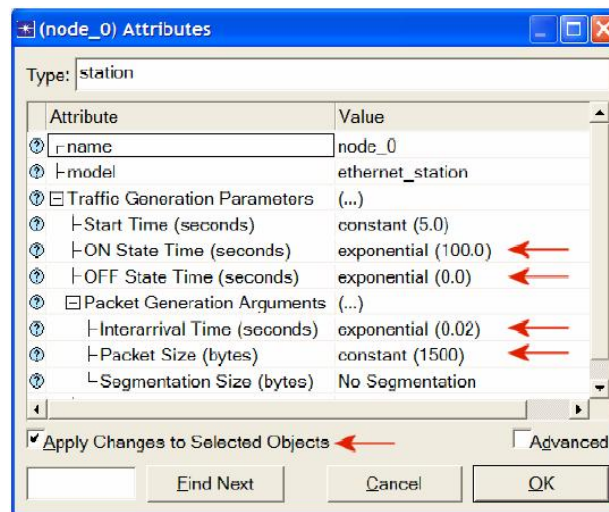 (node_0) Attributes
Type: station
Attribute Value
name node_0
model ethernet_station
Traffic Generation Parameters (...)
Start Time (seconds) constant (5.0)
ON State Time (seconds) exponential (100.0)
OFF State Time (seconds) exponential (0.0)
Packet Generation Arguments (...)
Interarrival Time (seconds) exponential (0.02)
Packet Size (bytes) constant (1500)
Segmentation Size (bytes) No Segmentation
Apply Changes to Selected Objects Advanced
Find Next Cancel OK